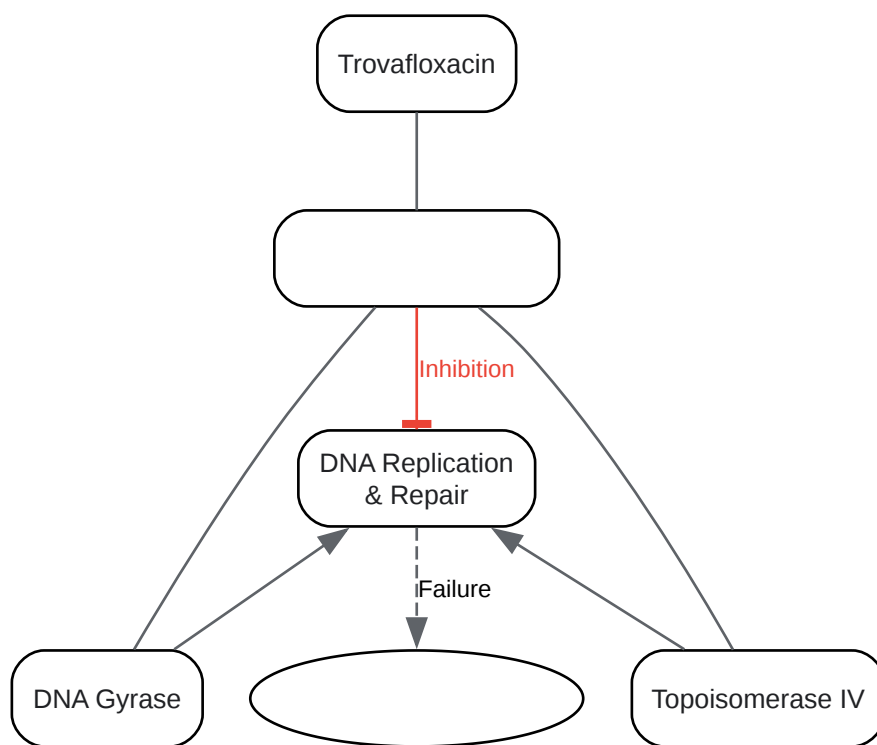 Trovafloxacin
Inhibition
DNA Replication
& Repair
Failure
DNA Gyrase
Topoisomerase IV